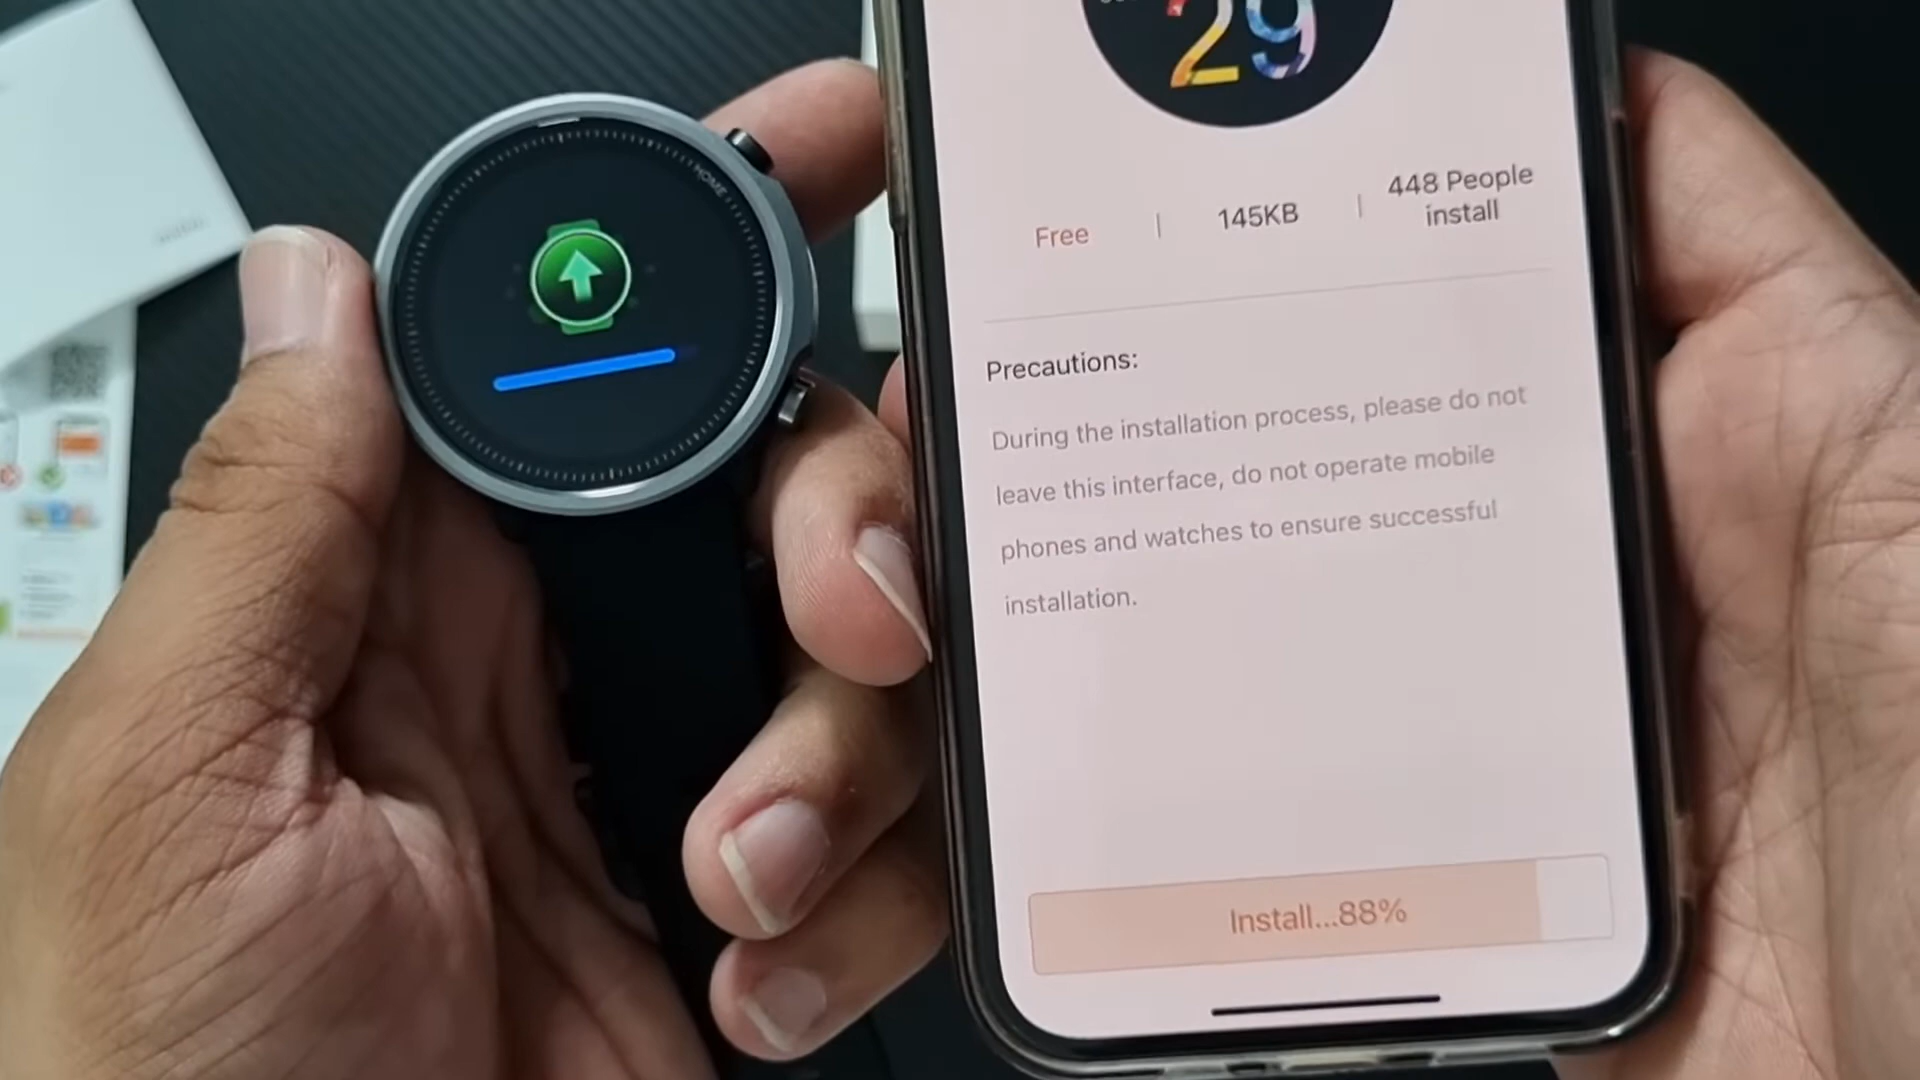 HOME
29
Free | 145KB | 448 People
install
Precautions:
During the installation process, please do not
leave this interface, do not operate mobile
phones and watches to ensure successful
installation.
Install...88%